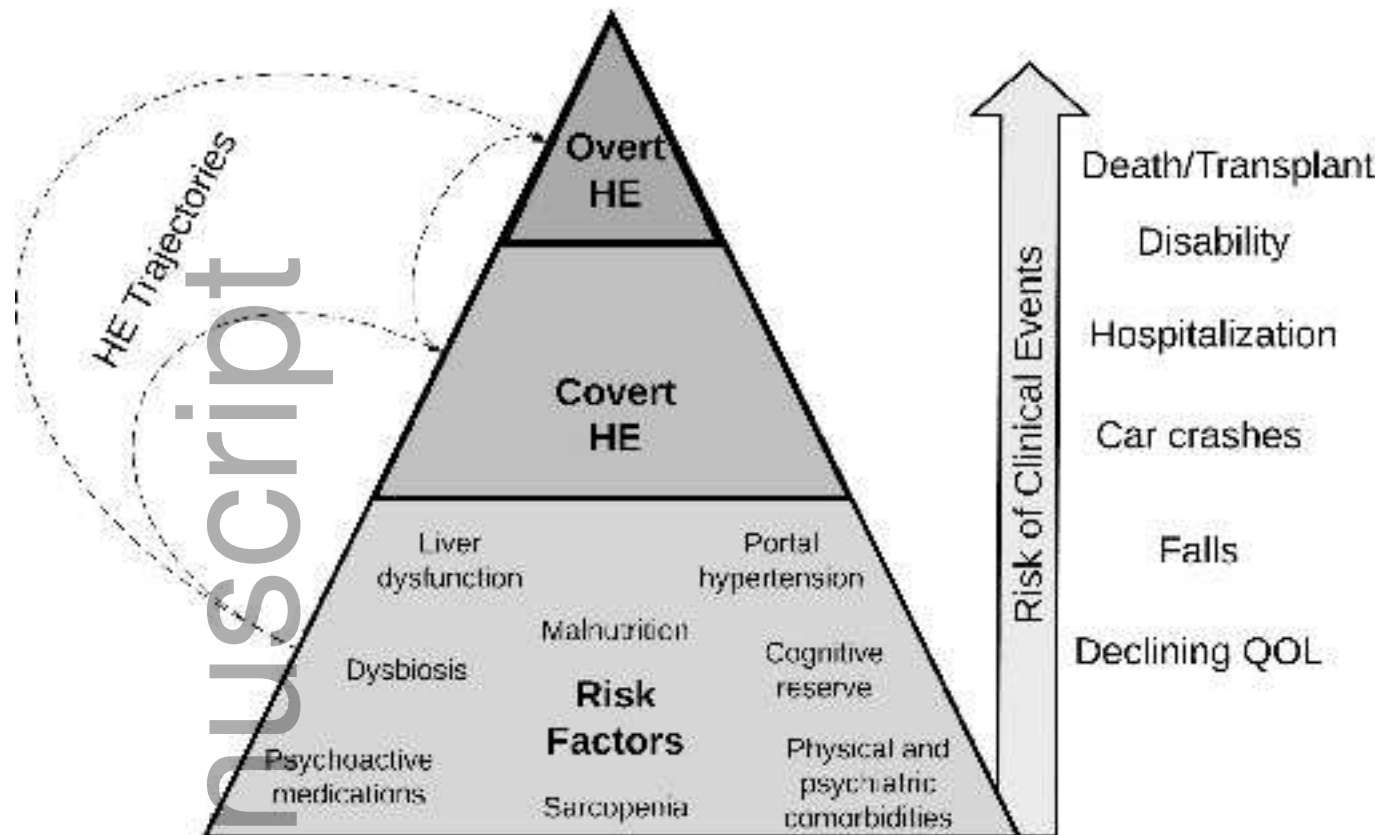 Overt
HE
Covert
HE
HE Trajectories
nuscript
Liver
dysfunction
Portal
hypertension
Malnutrition
Dysbiosis
Cognitive
reserve
Risk
Factors
Psychoactive
medications
Sarcopenia
Physical and
psychiatric
comorbidities
Risk of Clinical Events
Death/Transplant
Disability
Hospitalization
Car crashes
Falls
Declining QOL